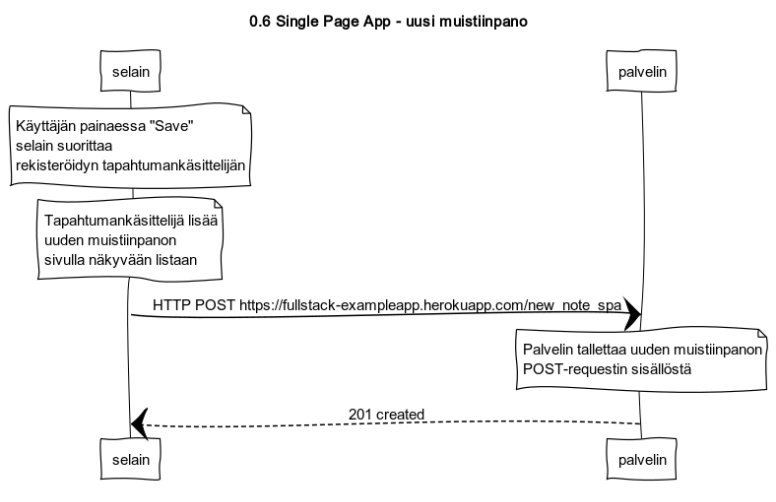 0.6 Single Page App - uusi muistiinpano
selain
palvelin
Käyttäjän painaessa "Save"
selain suorittaa
rekisteröidyn tapahtumankäsittelijän
Tapahtumankäsittelijä lisää
uuden muistiinpanon
sivulla näkyvään listaan
HTTP POST https://fullstack-exampleapp.herokuapp.com/new_note_spa
Palvelin tallettaa uuden muistiinpanon
POST-requestin sisällöstä
201 created
selain
palvelin